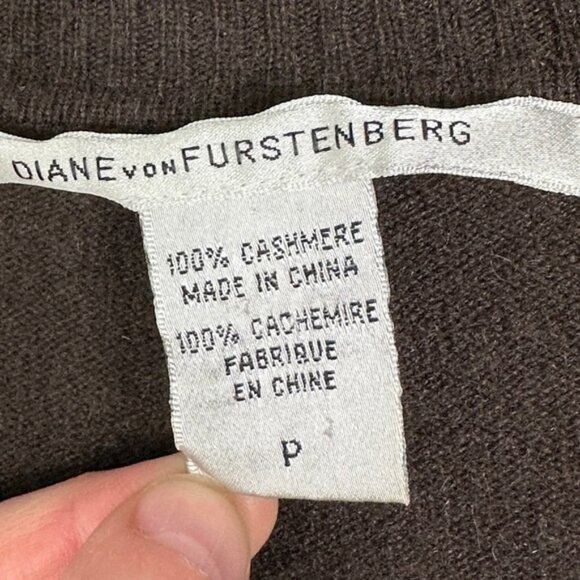 DIANE VON FURSTENBERG
100% CASHMERE
MADE IN CHINA
100% CACHEMIRE
FABRIQUE
EN CHINE
P